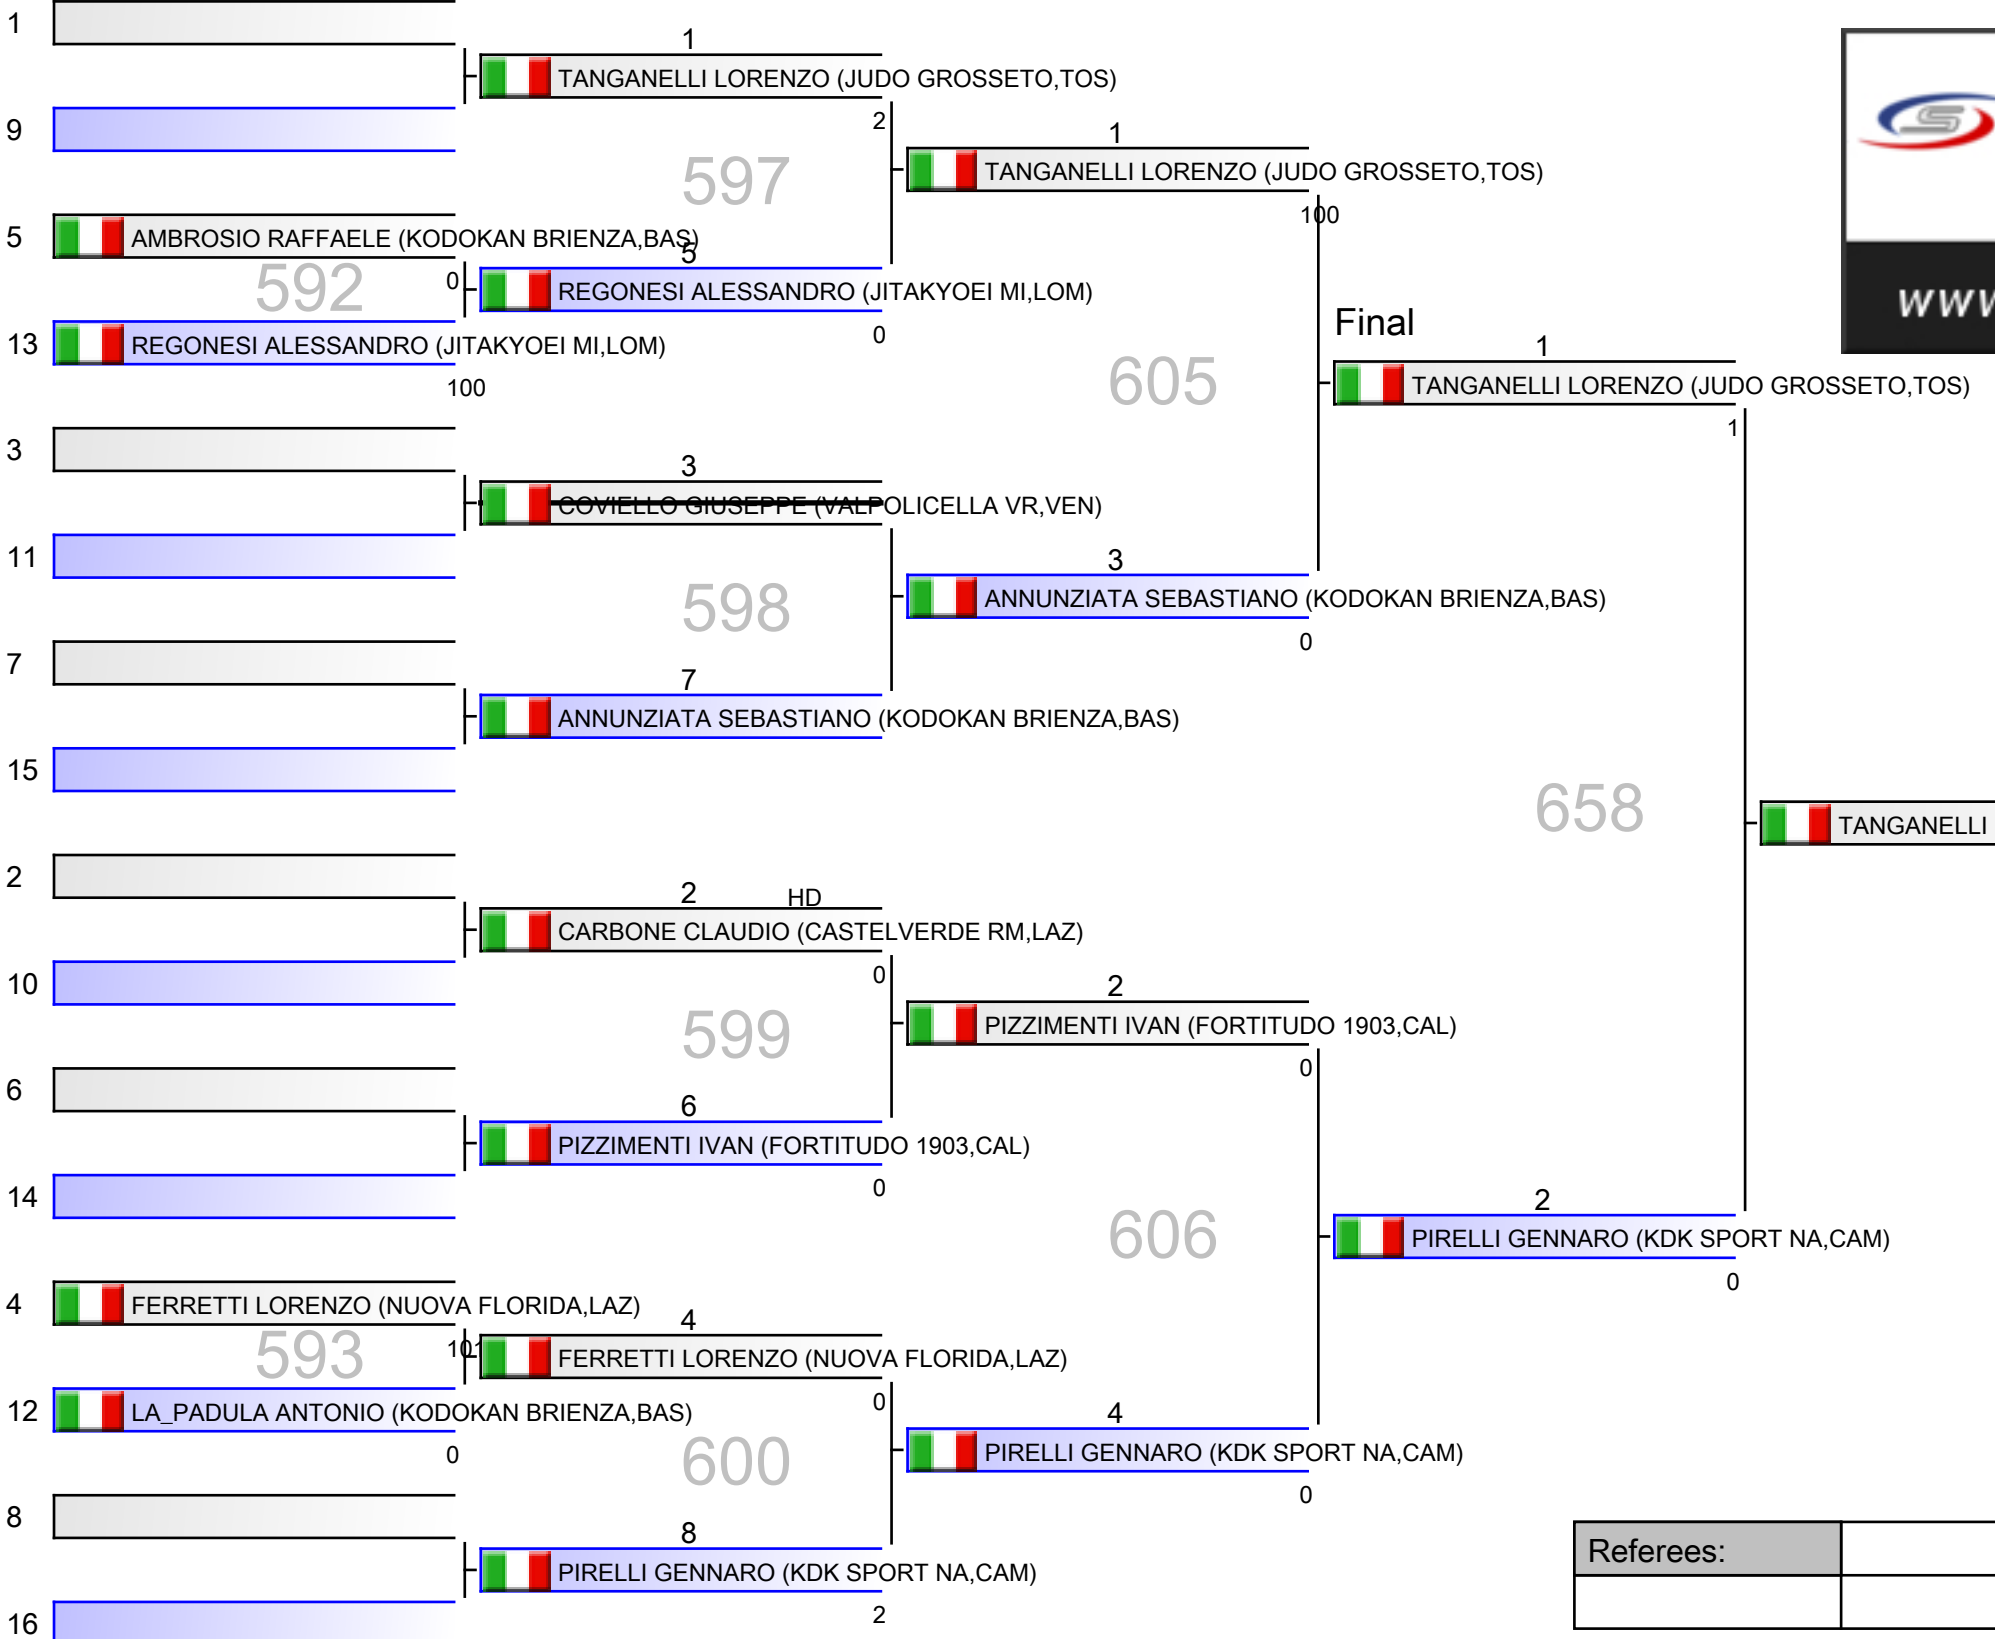 1
1
TANGANELLI LORENZO (JUDO GROSSETO,TOS)
2
9
1
597
TANGANELLI LORENZO (JUDO GROSSETO,TOS)
100
5
AMBROSIO RAFFAELE (KODOKAN BRIENZA,BAS)
5
592
0
REGONESI ALESSANDRO (JITAKYOEI MI,LOM)
WWW
Final
0
13
REGONESI ALESSANDRO (JITAKYOEI MI,LOM)
1
100
605
TANGANELLI LORENZO (JUDO GROSSETO,TOS)
1
3
3
COVIELLO GIUSEPPE (VALPOLICELLA VR,VEN)
11
3
598
ANNUNZIATA SEBASTIANO (KODOKAN BRIENZA,BAS)
0
7
7
ANNUNZIATA SEBASTIANO (KODOKAN BRIENZA,BAS)
15
658
TANGANELLI
2
2
HD
CARBONE CLAUDIO (CASTELVERDE RM,LAZ)
0
10
2
599
PIZZIMENTI IVAN (FORTITUDO 1903,CAL)
0
6
6
PIZZIMENTI IVAN (FORTITUDO 1903,CAL)
0
14
2
606
PIRELLI GENNARO (KDK SPORT NA,CAM)
0
4
FERRETTI LORENZO (NUOVA FLORIDA,LAZ)
4
593
FERRETTI LORENZO (NUOVA FLORIDA,LAZ)
0
12
LA_PADULA ANTONIO (KODOKAN BRIENZA,BAS)
4
0
600
PIRELLI GENNARO (KDK SPORT NA,CAM)
0
8
8
PIRELLI GENNARO (KDK SPORT NA,CAM)
2
16
Referees: